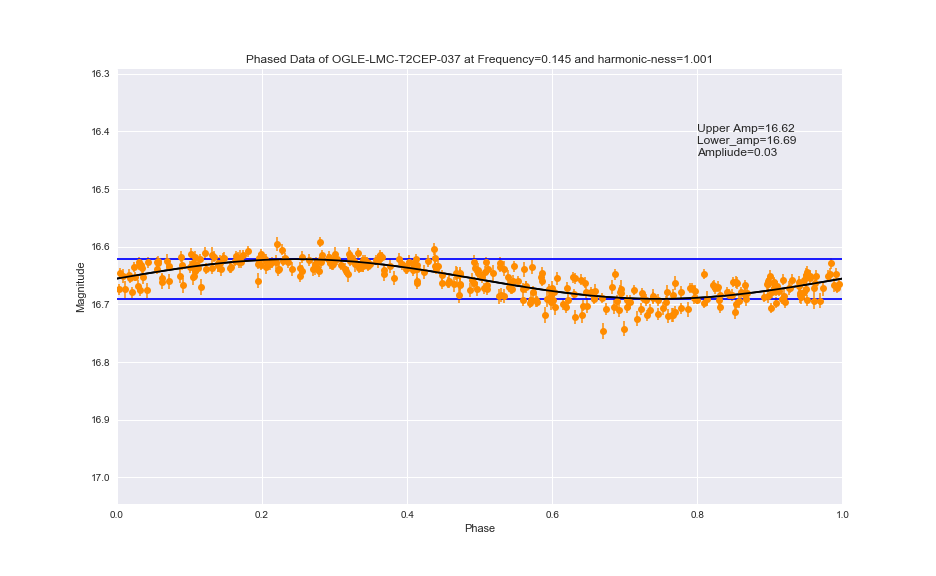 Phased Data of OGLE-LMC-T2CEP-037 at Frequency=0.145 and harmonic-ness=1.001
16.3
16.4
Upper Amp=16.62
Lower_amp=16.69
Ampliude=0.03
16.5
16.6
Magnitude
16.7
16.8
16.9
17.0
0.0 0.2 0.4 0.6 0.8 1.0
Phase